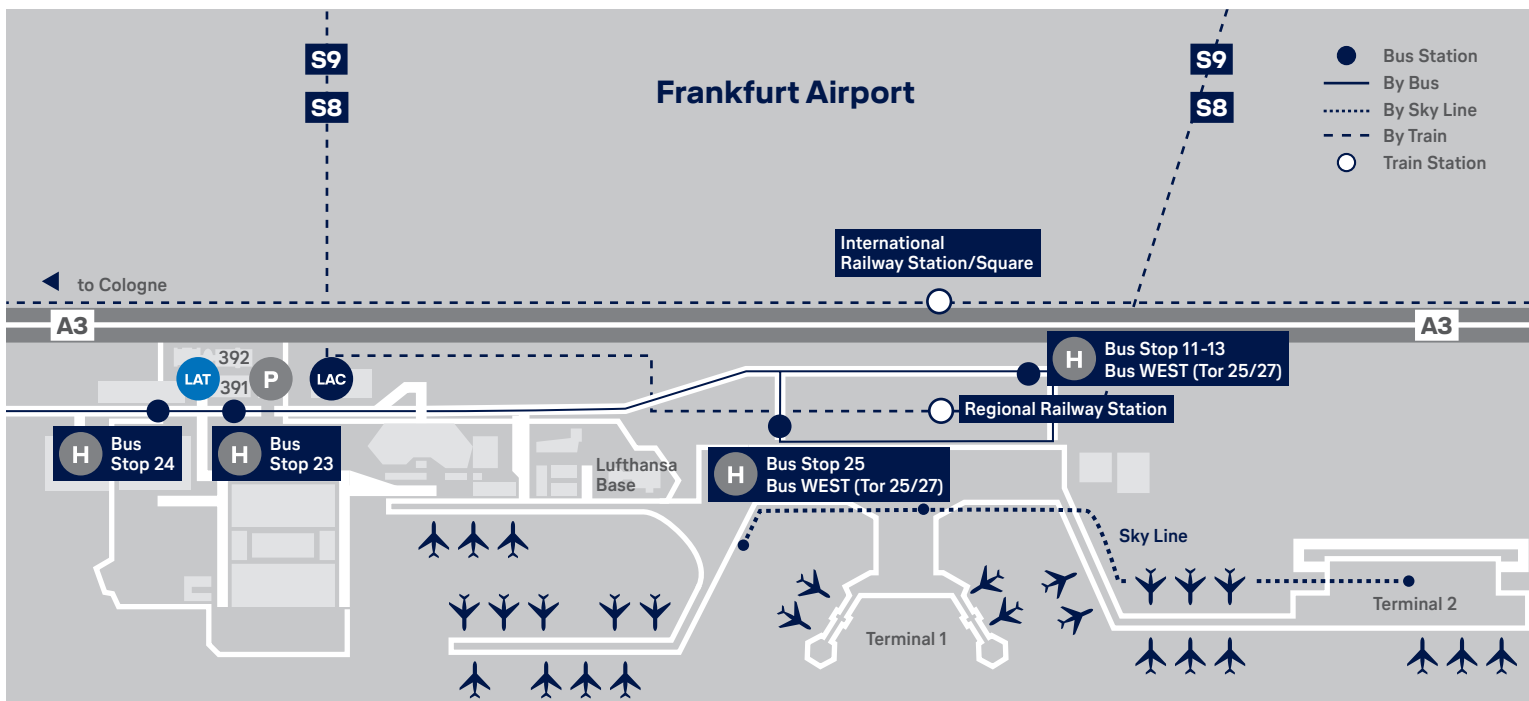 Frankfurt Airport
S9
S8
S9
S8
Bus Station
By Bus
By Sky Line
By Train
Train Station
International
Railway Station/Square
to Cologne
A3
A3
392
391
LAT
P
LAC
H
Bus Stop 11-13
Bus WEST (Tor 25/27)
Regional Railway Station
H
Bus
Stop 24
H
Bus
Stop 23
Lufthansa
Base
H
Bus Stop 25
Bus WEST (Tor 25/27)
Sky Line
Terminal 1
Terminal 2